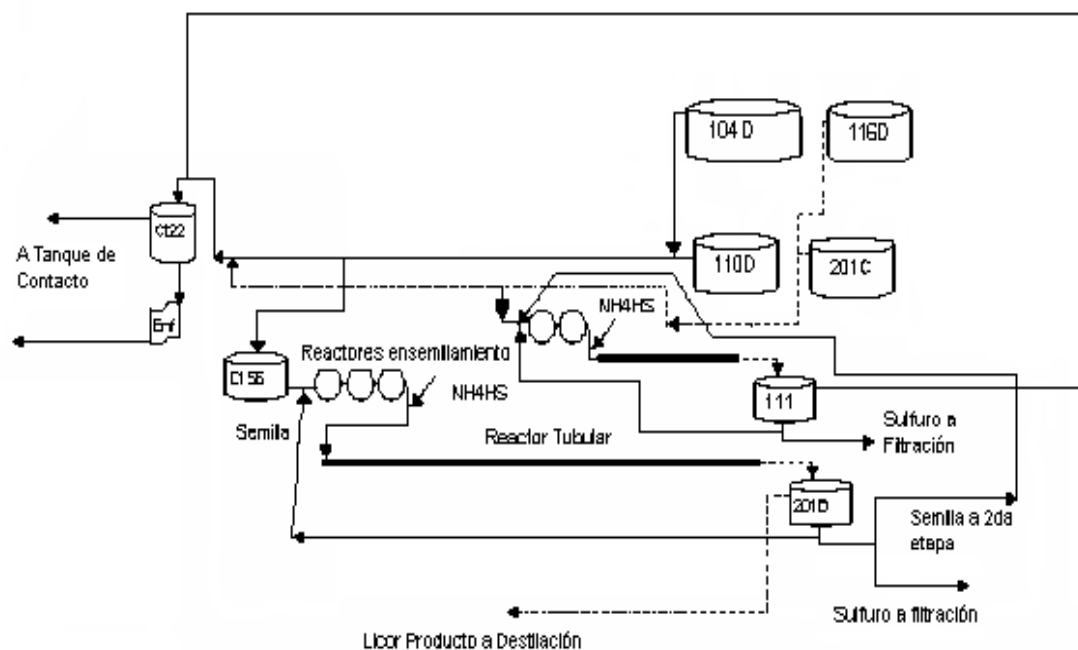 104 D
116D
Ct22
A Tanque de
Contacto
110D
201C
Enf
NH4HS
Reactores ensemillamiento
C156
NH4HS
111
Semilla
Reactor Tubular
Sulfuro a
Filtración
201D
Semilla a 2da
etapa
Sulfuro a filtración
Licor Producto a Destilación